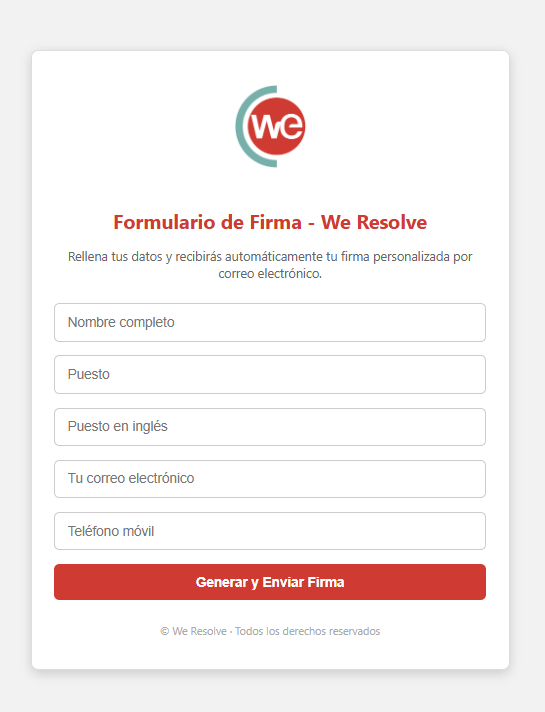 we
Formulario de Firma - We Resolve
Rellena tus datos y recibirás automáticamente tu firma personalizada por
correo electrónico.
Nombre completo
Puesto
Puesto en inglés
Tu correo electrónico
Teléfono móvil
Generar y Enviar Firma
© We Resolve · Todos los derechos reservados